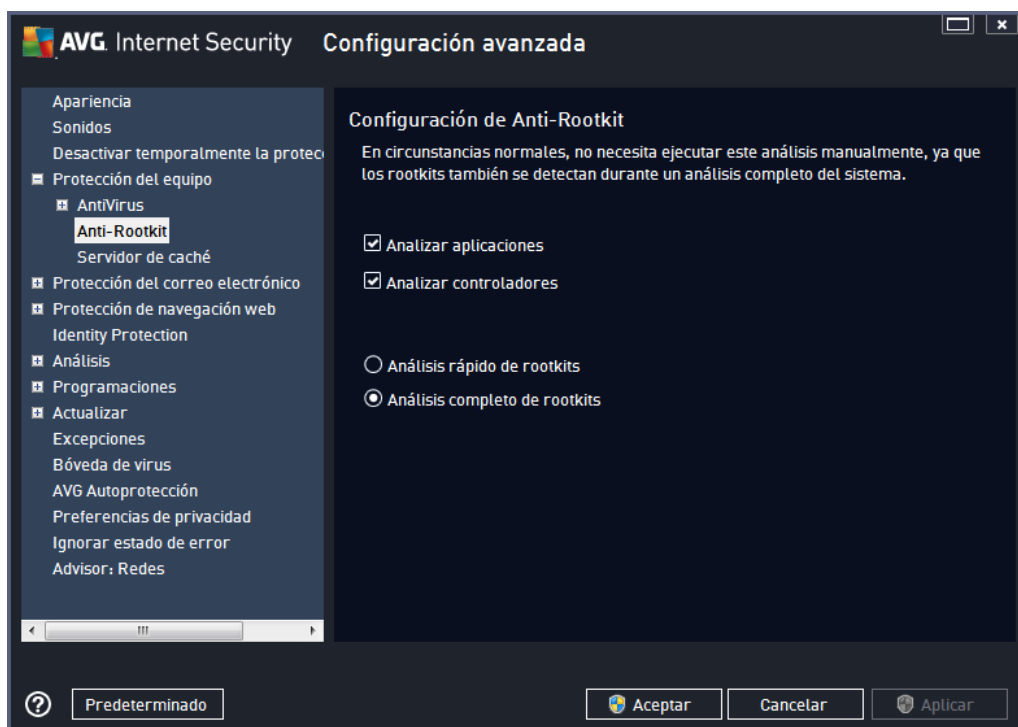 AVG. Internet Security Configuración avanzada
Apariencia
Sonidos
Desactivar temporalmente la protec
Protección del equipo
AntiVirus
Anti-Rootkit
Servidor de caché
Protección del correo electrónico
Protección de navegación web
Identity Protection
Análisis
Programaciones
Actualizar
Excepciones
Bóveda de virus
AVG Autoprotección
Preferencias de privacidad
Ignorar estado de error
Advisor: Redes
Configuración de Anti-Rootkit
En circunstancias normales, no necesita ejecutar este análisis manualmente, ya que
los rootkits también se detectan durante un análisis completo del sistema.
Analizar aplicaciones
Analizar controladores
Análisis rápido de rootkits
Análisis completo de rootkits
Predeterminado
Aceptar
Cancelar
Aplicar